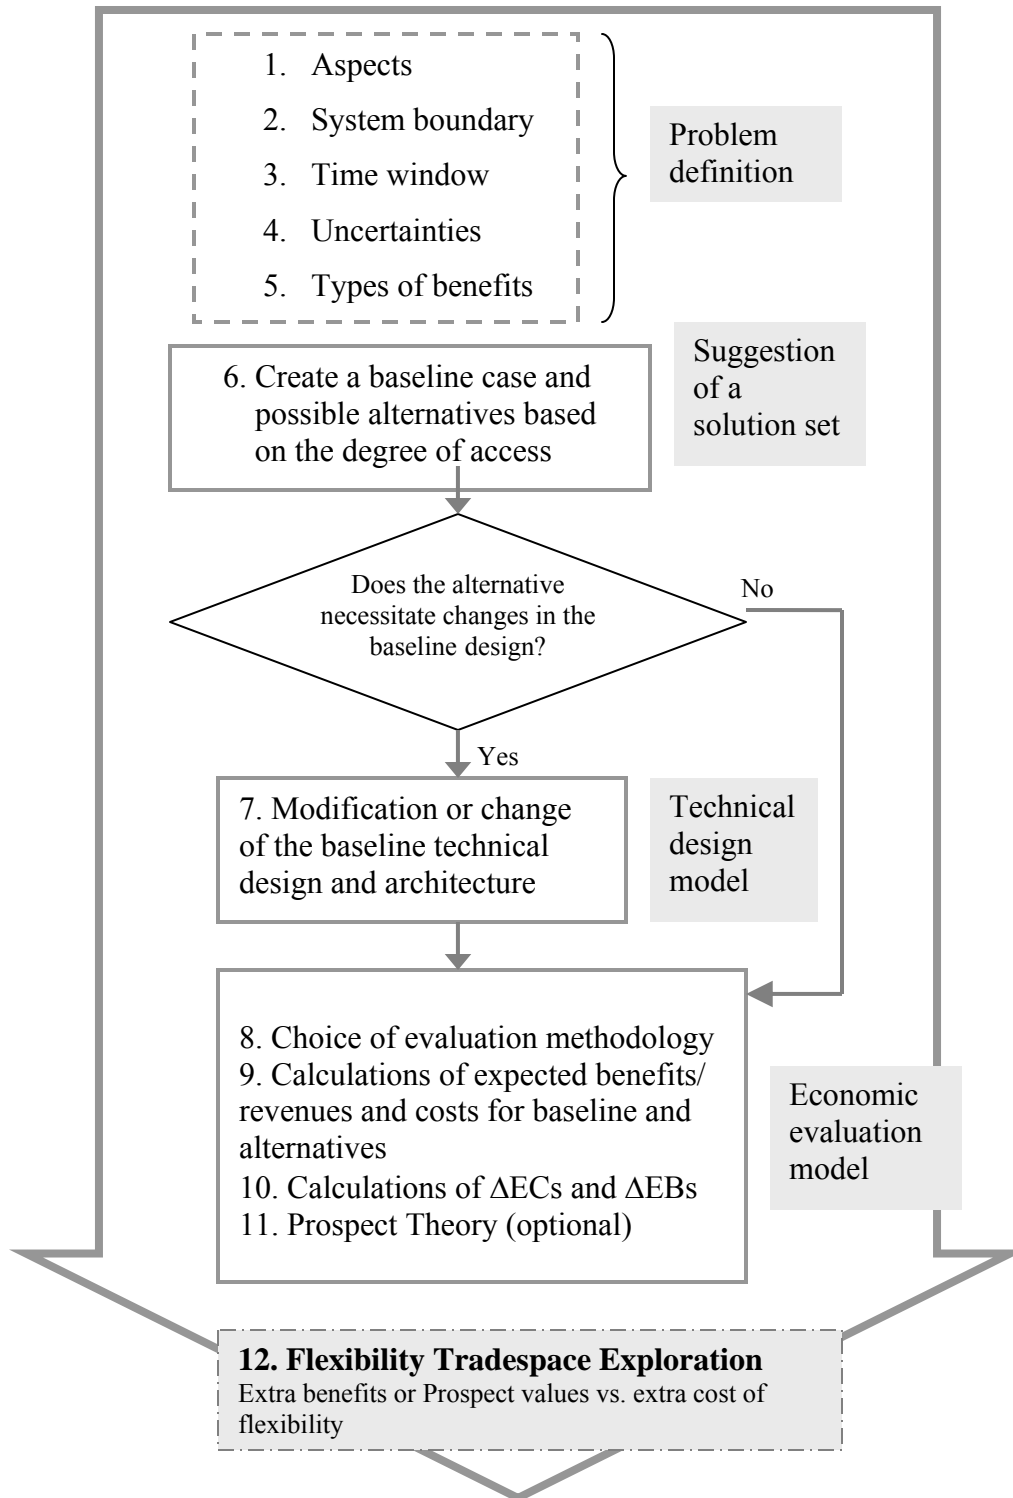 1. Aspects
2. System boundary
3. Time window
4. Uncertainties
5. Types of benefits
Problem
definition
6. Create a baseline case and
possible alternatives based
on the degree of access
Suggestion
of a
solution set
Does the alternative
necessitate changes in the
baseline design?
No
Yes
7. Modification or change
of the baseline technical
design and architecture
Technical
design
model
8. Choice of evaluation methodology
9. Calculations of expected benefits/
revenues and costs for baseline and
alternatives
10. Calculations of ΔECs and ΔEBs
11. Prospect Theory (optional)
Economic
evaluation
model
12. Flexibility Tradespace Exploration
Extra benefits or Prospect values vs. extra cost of
flexibility